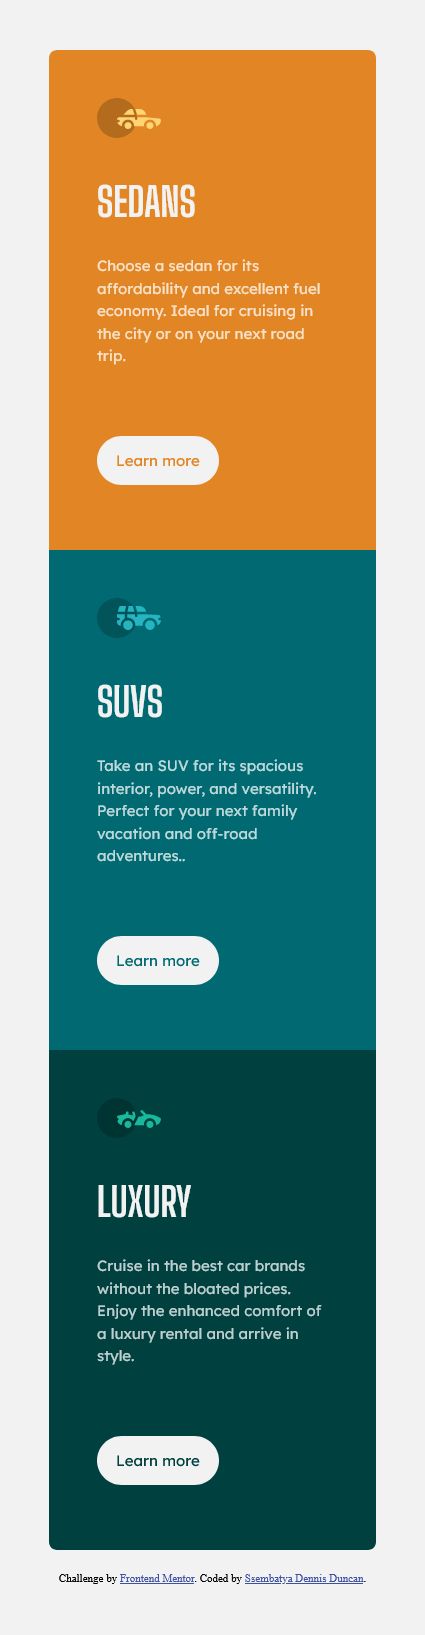 SEDANS
Choose a sedan for its
affordability and excellent fuel
economy. Ideal for cruising in
the city or on your next road
trip.
Learn more
SUVS
Take an SUV for its spacious
interior, power, and versatility.
Perfect for your next family
vacation and off-road
adventures..
Learn more
LUXURY
Cruise in the best car brands
without the bloated prices.
Enjoy the enhanced comfort of
a luxury rental and arrive in
style.
Learn more
Challenge by Frontend Mentor. Coded by Ssembatya Dennis Duncan.